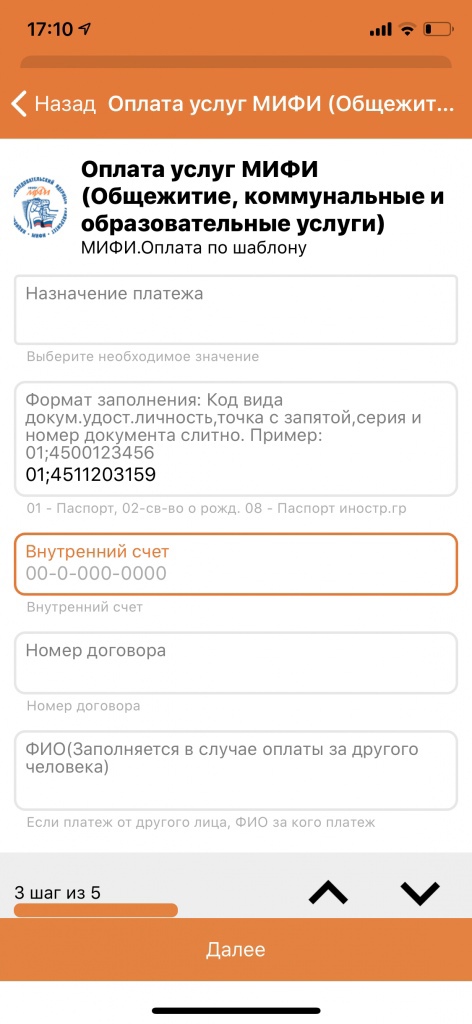 17:10
Назад Оплата услуг МИФИ (Общежит...
Оплата услуг МИФИ
(Общежитие, коммунальные и
образовательные услуги)
МИФИ.Оплата по шаблону
Назначение платежа
Выберите необходимое значение
Формат заполнения: Код вида
докум.удост.личность,точка с запятой,серия и
номер документа слитно. Пример:
01;4500123456
01;4511203159
01 - Паспорт, 02-св-во о рожд. 08 - Паспорт иностр.гр
Внутренний счет
00-0-000-0000
Внутренний счет
Номер договора
Номер договора
ФИО(Заполняется в случае оплаты за другого
человека)
Если платеж от другого лица, ФИО за кого платеж
3 шаг из 5
Далее